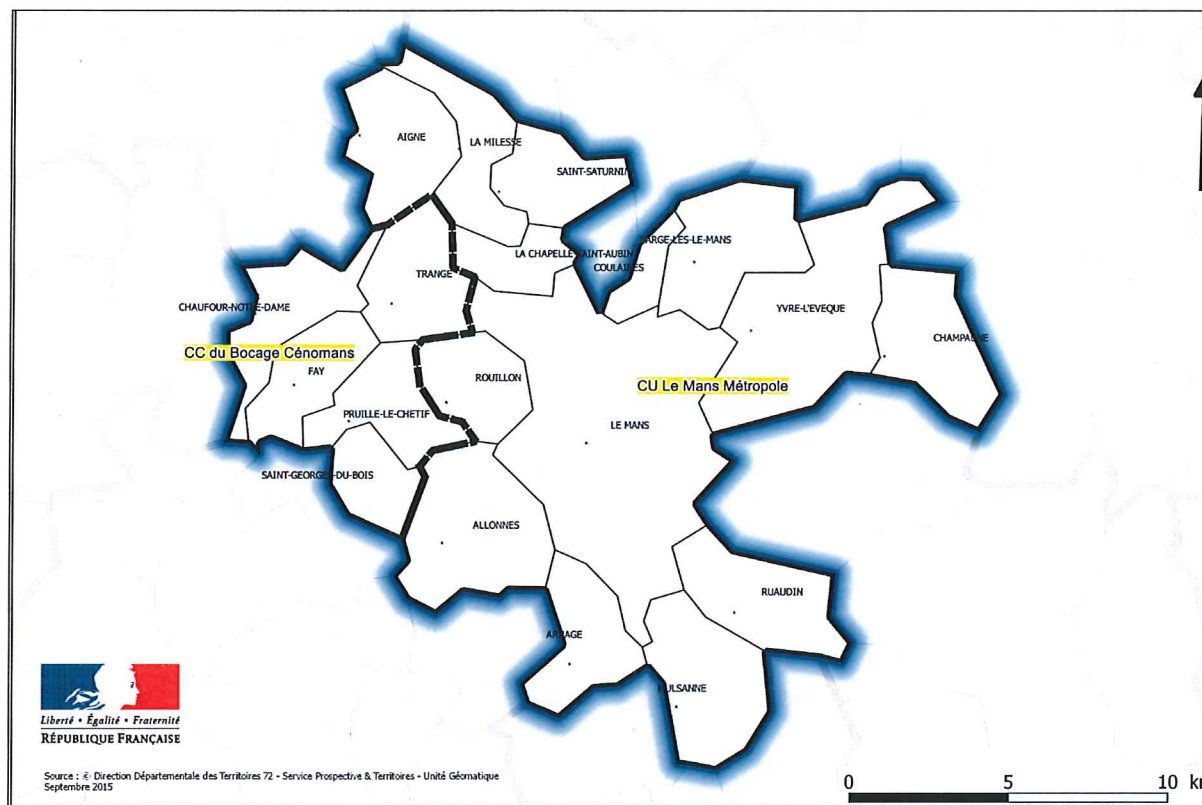 AIGNE
LA MILESSE
SAINT-SATURNIN
SARGE-LES-LE-MANS
LA CHAPELLE SAINT-AUBIN
COULAINES
TRANGE
CHAUFOUR-NOTRE-DAME
YVRE-L'EVEQUE
CHAMPAGNE
CC du Bocage Cénomans
FAY
ROUILLON
CU Le Mans Métropole
PRUILLE-LE-CHETIF
LE MANS
SAINT-GEORGES-DU-BOIS
ALLONNES
RUAUDIN
ARNAGE
MULSANNE
Liberté • Égalité • Fraternité
RÉPUBLIQUE FRANÇAISE
Source : © Direction Départementale des Territoires 72 - Service Prospective & Territoires - Unité Géomatique
Septembre 2015
0 5 10 km